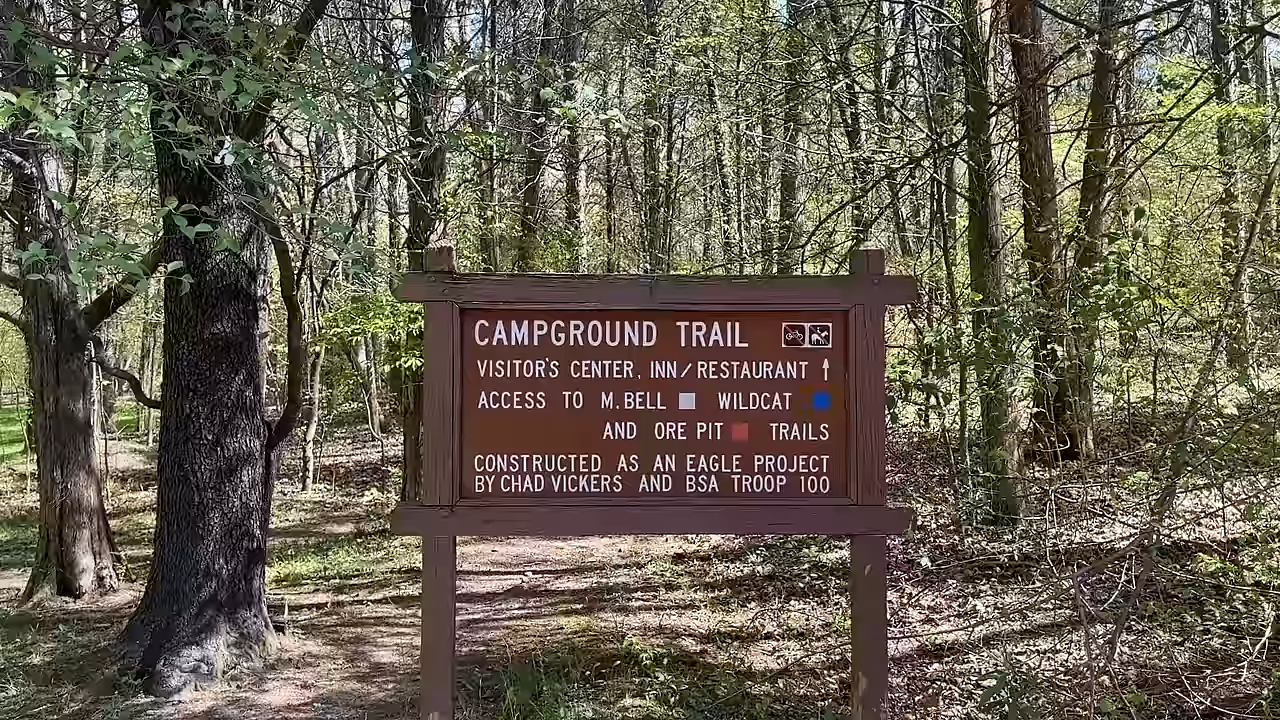 CAMPGROUND TRAIL
VISITOR'S CENTER, INN/RESTAURANT
ACCESS TO M.BELL WILDCAT
AND ORE PIT TRAILS
CONSTRUCTED AS AN EAGLE PROJECT
BY CHAD VICKERS AND BSA TROOP 100